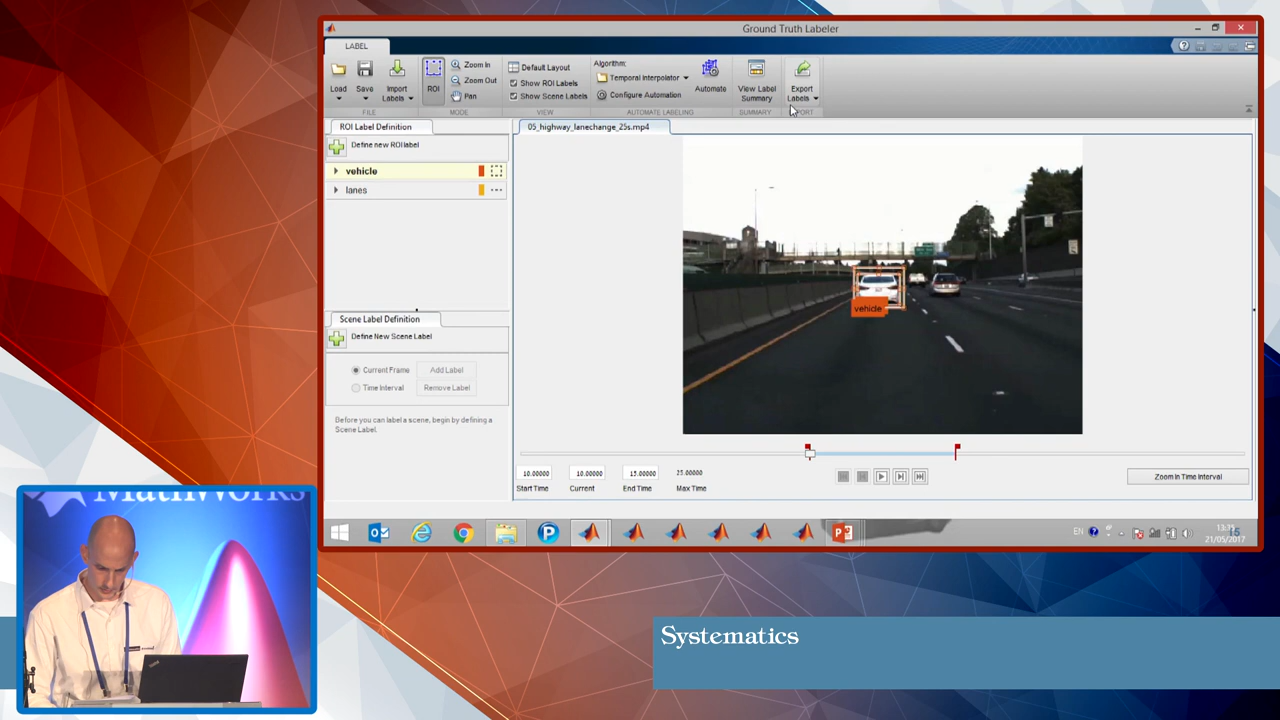 Ground Truth Labeler
LABEL
Load
Save
Import
Labels
FILE
ROI
Zoom In
Zoom Out
Pan
MODE
Default Layout
Show ROI Labels
Show Scene Labels
VIEW
Algorithm:
Temporal Interpolator
Configure Automation
Automate
AUTOMATE LABELING
View Label
Summary
SUMMARY
Export
Labels
ROI Label Definition
05_highway_lanechange_25s.mp4
Define new ROI label
vehicle
lanes
vehicle
Scene Label Definition
Define New Scene Label
Current Frame
Add Label
Time Interval
Remove Label
Before you can label a scene, begin by defining a
Scene Label.
10.00000
10.00000
15.00000
25.00000
Start Time
Current
End Time
Max Time
Zoom In Time Interval
EN
21/05/2017
MathWorks
Systematics